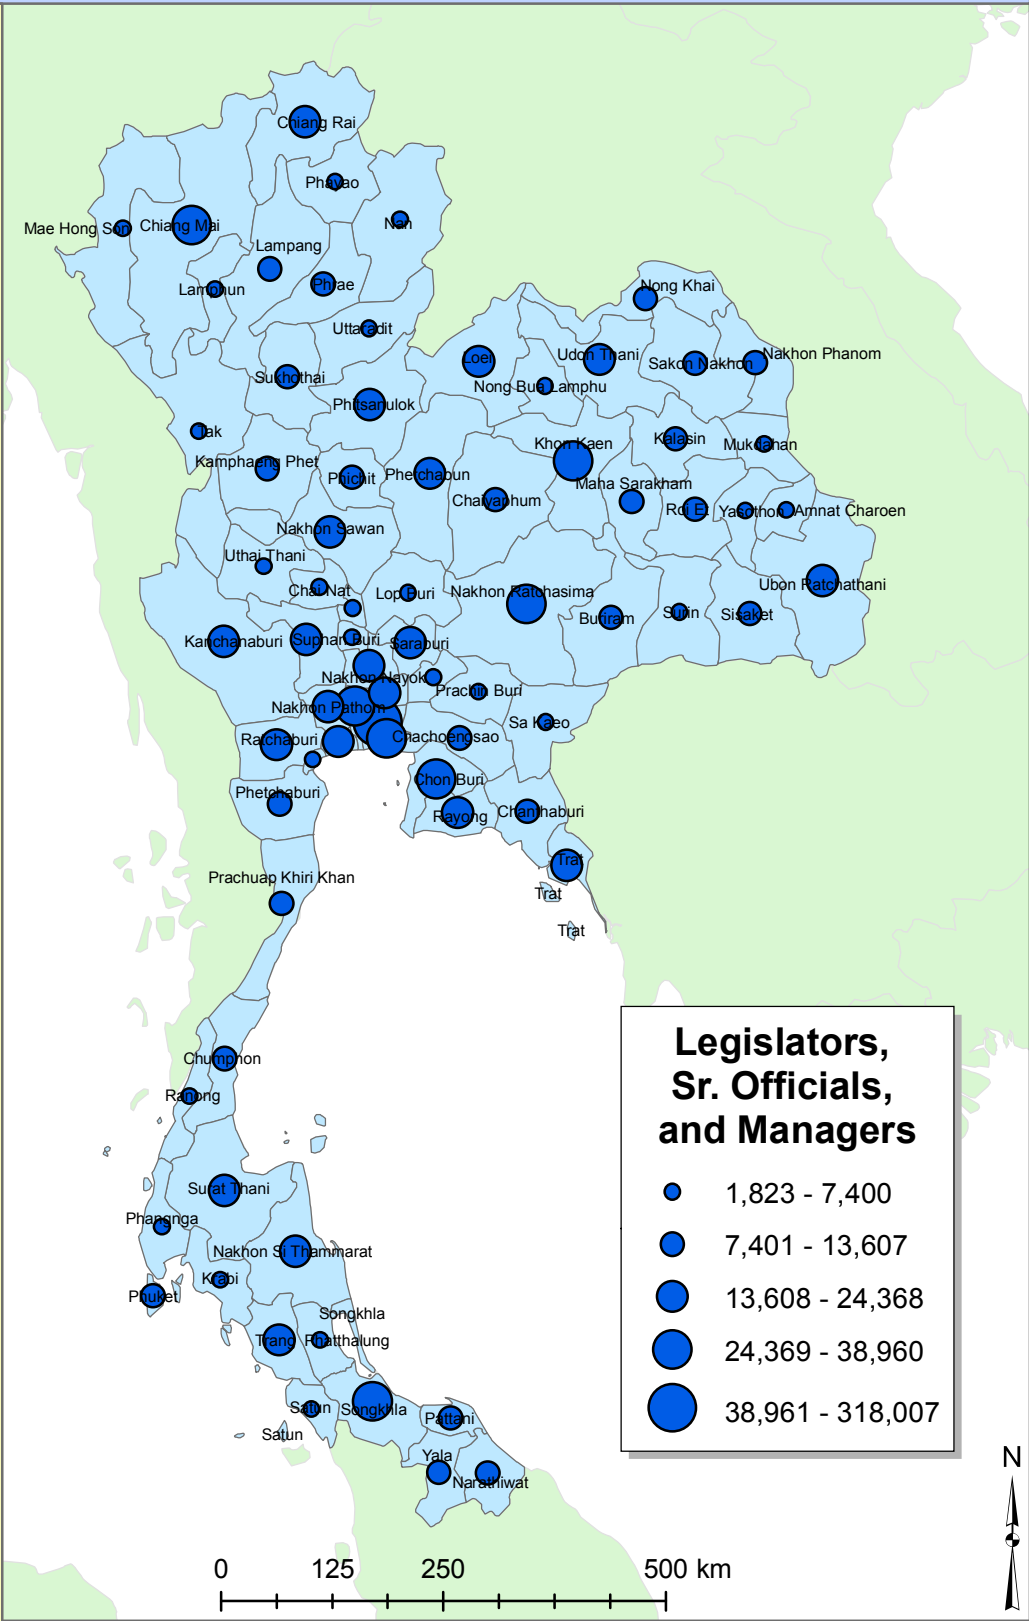 Chiang Rai
Phayao
Nan
Mae Hong Son
Chiang Mai
Lampang
Lamphun
Phrae
Uttaradit
Nong Khai
Loei
Udon Thani
Sakon Nakhon
Nakhon Phanom
Sukhothai
Nong Bua Lamphu
Phitsanulok
Tak
Khon Kaen
Kalasin
Mukdahan
Kamphaeng Phet
Phichit
Phetchabun
Chaiyaphum
Maha Sarakham
Roi Et
Yasothon
Amnat Charoen
Nakhon Sawan
Uthai Thani
Chai Nat
Lop Buri
Nakhon Ratchasima
Ubon Ratchathani
Buriram
Surin
Sisaket
Kanchanaburi
Suphan Buri
Saraburi
Nakhon Nayok
Prachin Buri
Nakhon Pathom
Sa Kaeo
Ratchaburi
Chachoengsao
Chon Buri
Phetchaburi
Rayong
Chanthaburi
Trat
Trat
Trat
Prachuap Khiri Khan
Chumphon
Ranong
Surat Thani
Phangnga
Nakhon Si Thammarat
Krabi
Phuket
Songkhla
Trang
Phatthalung
Satun
Songkhla
Pattani
Satun
Yala
Narathiwat
Legislators,
Sr. Officials,
and Managers
1,823 - 7,400
7,401 - 13,607
13,608 - 24,368
24,369 - 38,960
38,961 - 318,007
N
0 125 250 500 km